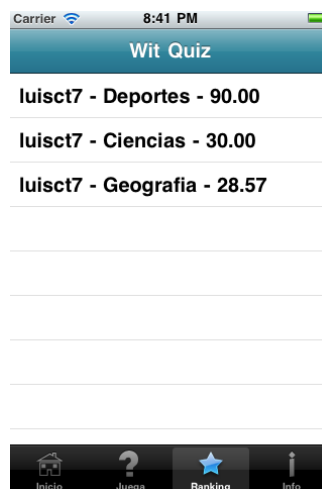 Carrier 8:41 PM
Wit Quiz
luisct7 - Deportes - 90.00
luisct7 - Ciencias - 30.00
luisct7 - Geografia - 28.57
Inicio Juega Ranking Info